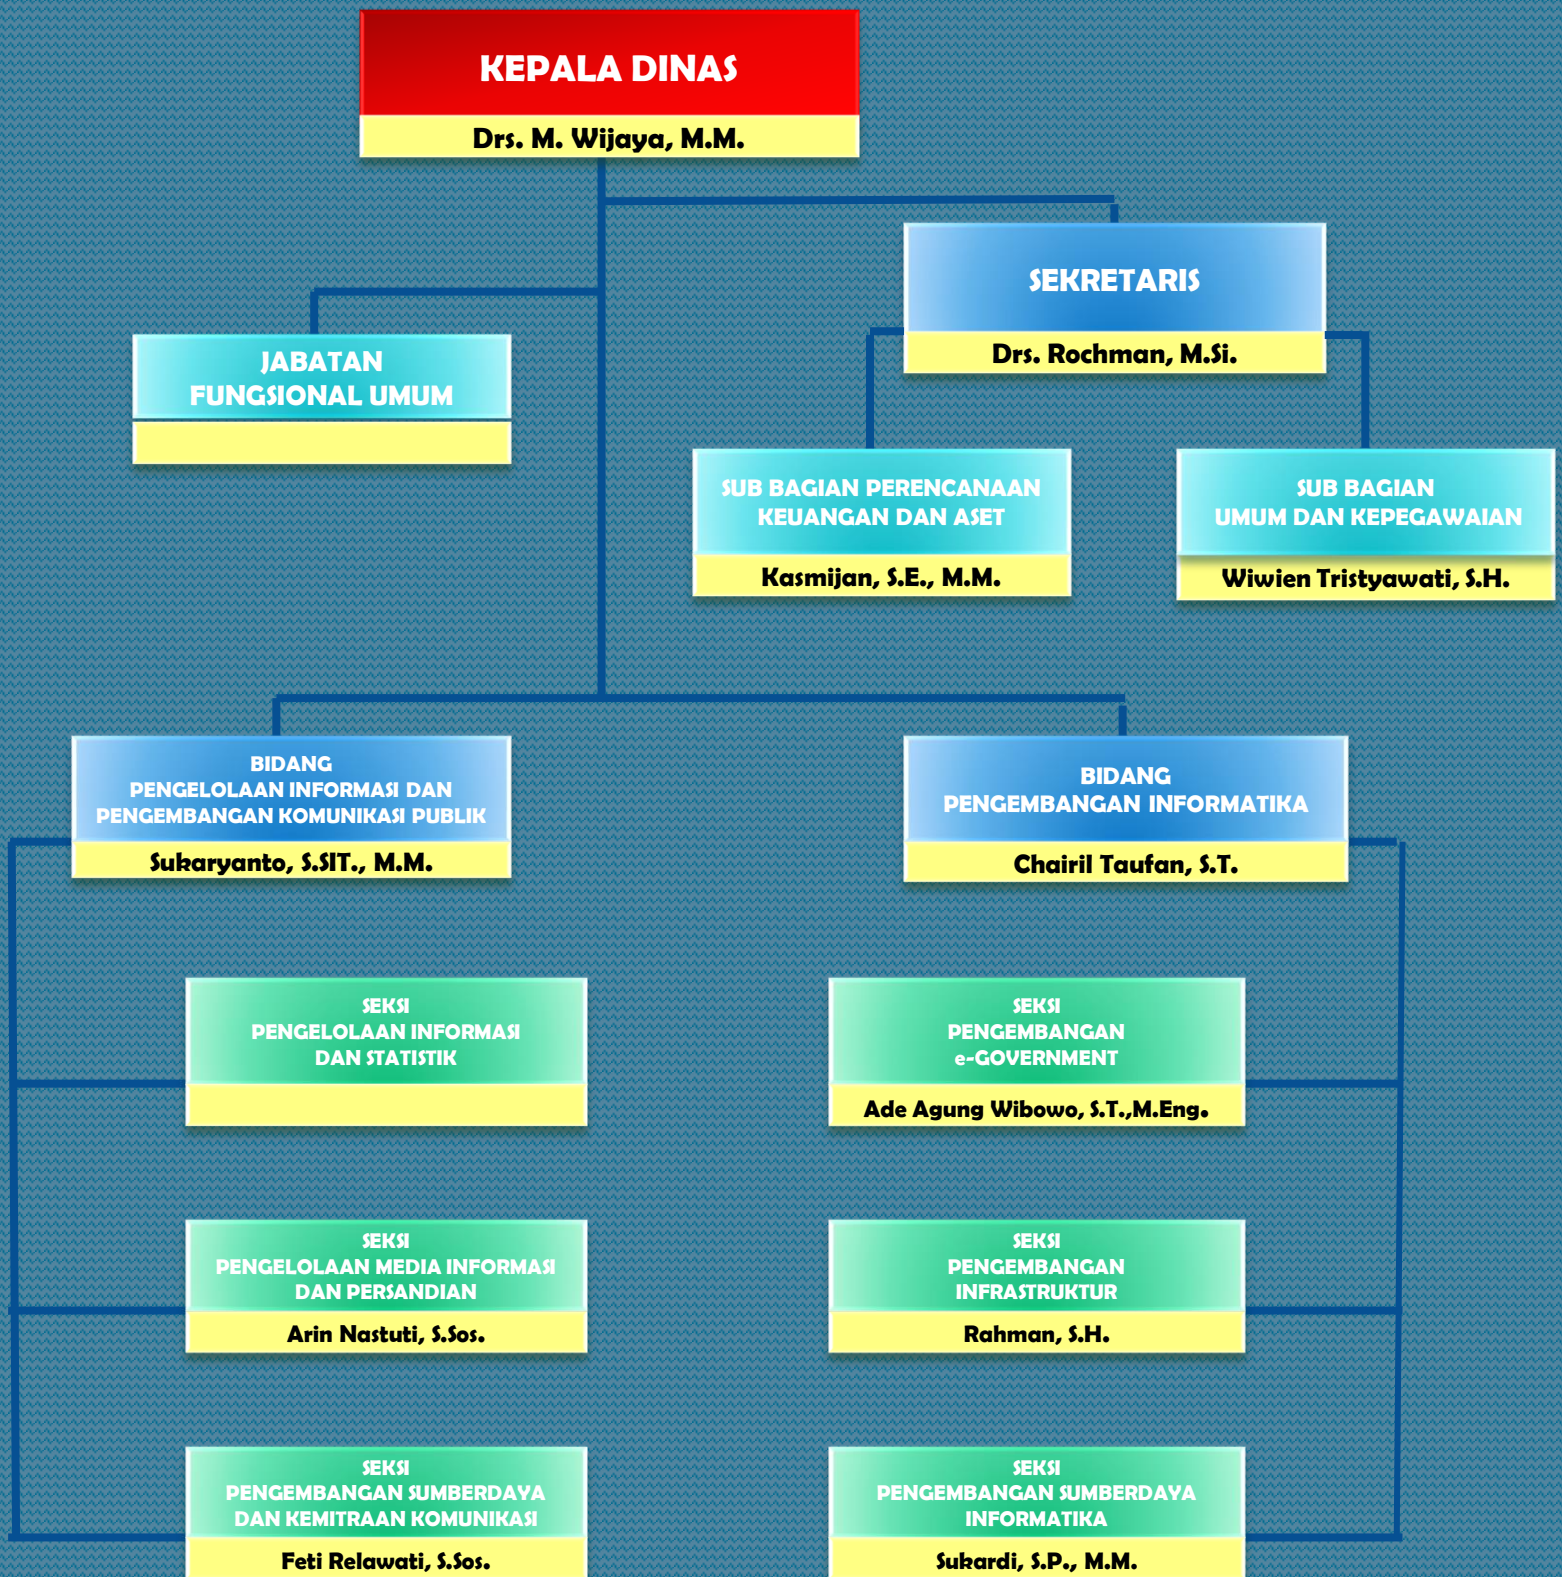 KEPALA DINAS
Drs. M. Wijaya, M.M.
SEKRETARIS
Drs. Rochman, M.Si.
JABATAN
FUNGSIONAL UMUM
SUB BAGIAN PERENCANAAN
KEUANGAN DAN ASET
Kasmijan, S.E., M.M.
SUB BAGIAN
UMUM DAN KEPEGAWAIAN
Wiwien Tristyawati, S.H.
BIDANG
PENGELOLAAN INFORMASI DAN
PENGEMBANGAN KOMUNIKASI PUBLIK
Sukaryanto, S.SIT., M.M.
BIDANG
PENGEMBANGAN INFORMATIKA
Chairil Taufan, S.T.
SEKSI
PENGELOLAAN INFORMASI
DAN STATISTIK
SEKSI
PENGEMBANGAN
e-GOVERNMENT
Ade Agung Wibowo, S.T.,M.Eng.
SEKSI
PENGELOLAAN MEDIA INFORMASI
DAN PERSANDIAN
Arin Nastuti, S.Sos.
SEKSI
PENGEMBANGAN
INFRASTRUKTUR
Rahman, S.H.
SEKSI
PENGEMBANGAN SUMBERDAYA
DAN KEMITRAAN KOMUNIKASI
Feti Relawati, S.Sos.
SEKSI
PENGEMBANGAN SUMBERDAYA
INFORMATIKA
Sukardi, S.P., M.M.